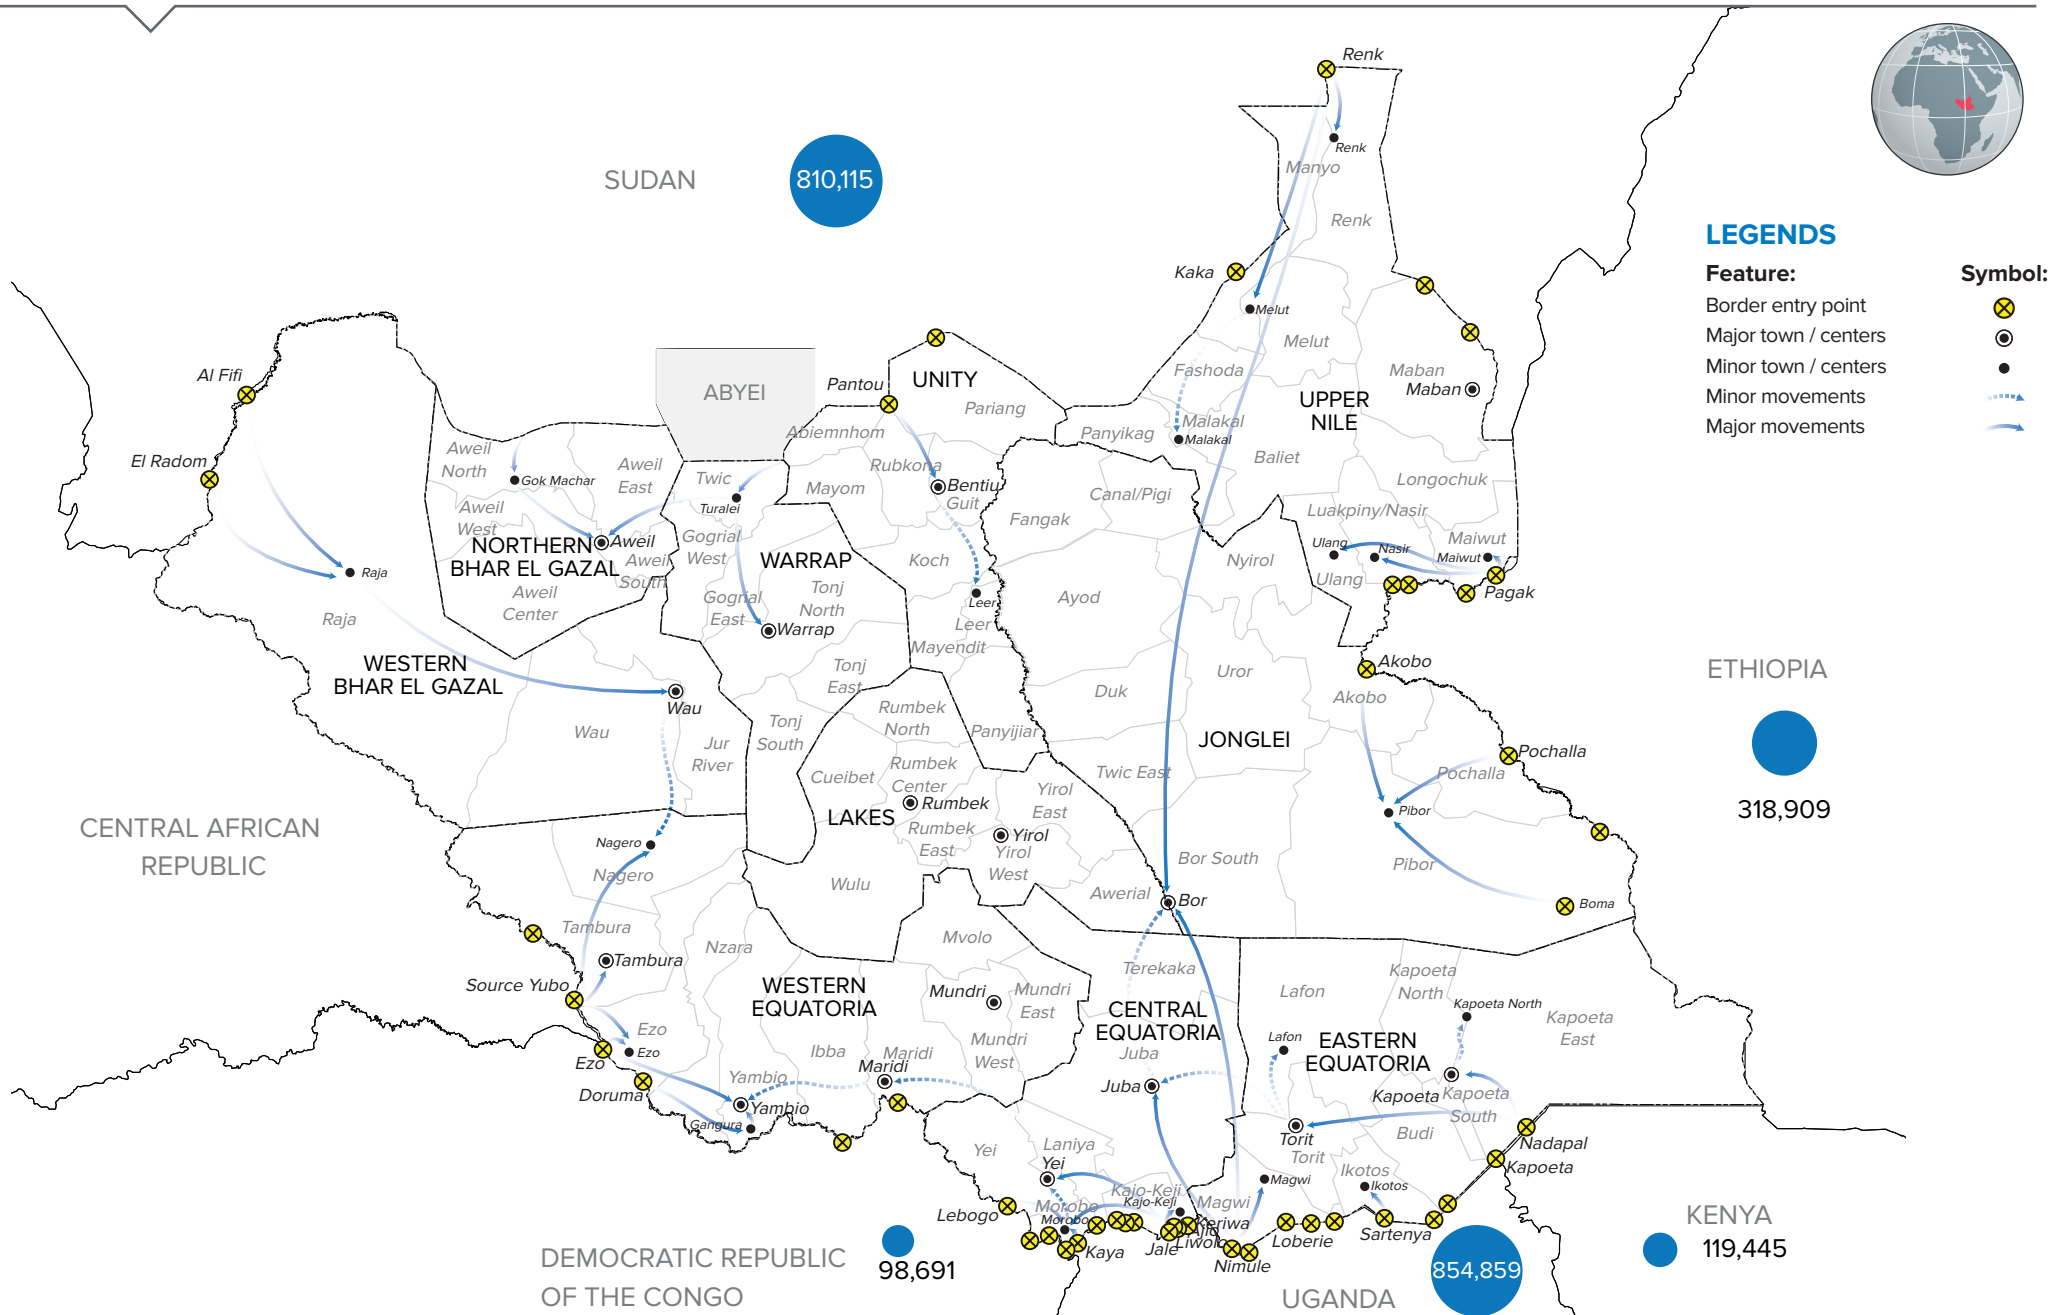 Renk
Renk
Manyo
Renk
SUDAN
810,115
LEGENDS
Feature:
Symbol:
Border entry point
Major town / centers
Minor town / centers
Minor movements
Major movements
Kaka
Melut
Melut
Fashoda
Maban
Maban
UPPER
NILE
Al Fifi
ABYEI
Pantou
UNITY
Pariang
Abiemnhom
Panyikag
Malakal
Malakal
Baliet
Longochuk
El Radom
Aweil
North
Gok Machar
Aweil
East
Twic
Turalei
Mayom
Rubkona
Bentiu
Guit
Fangak
Canal/Pigi
Luakpiny/Nasir
Ulang
Nasir
Maiwut
Maiwut
Ulang
Pagak
Aweil
West
NORTHERN
BHAR EL GAZAL
Aweil
Aweil
South
Aweil
Center
Gogrial
West
WARRAP
Gogrial
East
Tonj
North
Warrap
Koch
Leer
Leer
Mayendit
Ayod
Nyirol
Raja
Raja
WESTERN
BHAR EL GAZAL
Wau
Wau
Jur
River
Tonj
East
Tonj
South
Rumbek
North
Panyijiar
Duk
Uror
Akobo
Akobo
ETHIOPIA
318,909
JONGLEI
Pochalla
Pochalla
Cueibet
Rumbek
Center
Rumbek
LAKES
Rumbek
East
Yirol
East
Yirol
Yirol
West
Twic East
Pibor
Pibor
Bor South
Boma
CENTRAL AFRICAN
REPUBLIC
Nagero
Nagero
Wulu
Awerial
Bor
Tambura
Tambura
Nzara
Mvolo
Terekaka
Source Yubo
WESTERN
EQUATORIA
Mundri
Mundri
East
Mundri
West
CENTRAL
EQUATORIA
Lafon
Lafon
Kapoeta
North
Kapoeta North
Kapoeta
East
EASTERN
EQUATORIA
Ezo
Ezo
Ezo
Ibba
Maridi
Maridi
Juba
Juba
Doruma
Yambio
Yambio
Gangura
Kapoeta
Kapoeta
South
Torit
Torit
Budi
Nadapal
Kapoeta
Yei
Laniya
Yei
Ikotos
Ikotos
Magwi
Magwi
Kajo-Keji
Kajo-Keji
Morobo
Morobo
Lebogo
Kaya
Jale
Keriwa
Ajio
Liwolo
Nimule
Loberie
Sartenya
DEMOCRATIC REPUBLIC
OF THE CONGO
98,691
UGANDA
854,859
KENYA
119,445